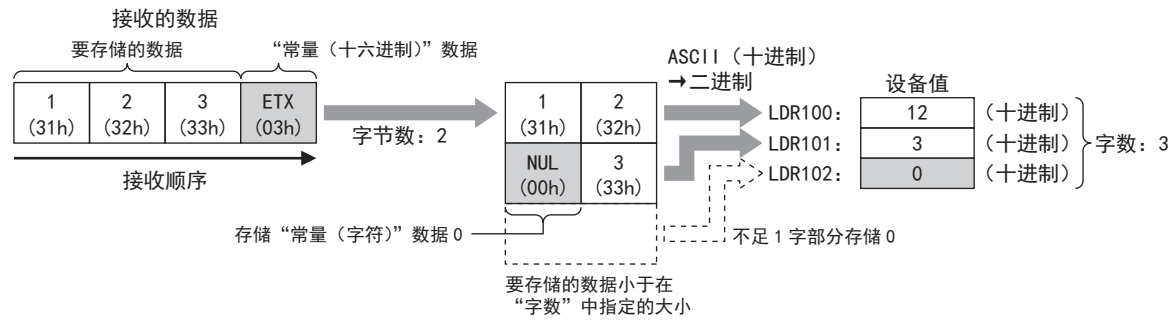 接收的数据
要存储的数据 “常量（十六进制）”数据
1 2 3 ETX
(31h) (32h) (33h) (03h)
接收顺序
字节数：2
1 2
(31h) (32h)
NUL 3
(00h) (33h)
存储“常量（字符）”数据0
要存储的数据小于在
“字数”中指定的大小
ASCII（十进制）
→二进制
设备值
LDR100： 12 （十进制）
LDR101： 3 （十进制）
LDR102： 0 （十进制）
字数：3
不足1字部分存储0